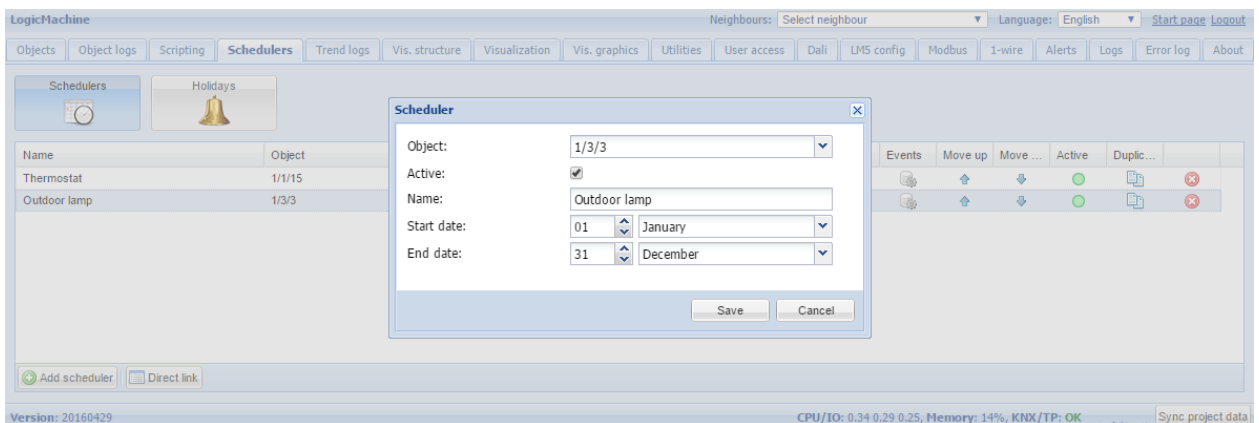 LogicMachine Neighbours: Select neighbour Language: English Start page Logout
Objects Object logs Scripting Schedulers Trend logs Vis. structure Visualization Vis. graphics Utilities User access Dali LM5 config Modbus 1-wire Alerts Logs Error log About
Schedulers Holidays
Scheduler
Object: 1/3/3
Active:
Name: Outdoor lamp
Start date: 01 January
End date: 31 December
Save Cancel
Name Object Events Move up Move ... Active Duplic...
Thermostat 1/1/15
Outdoor lamp 1/3/3
Add scheduler Direct link
Version: 20160429 CPU/IO: 0.34 0.29 0.25, Memory: 14%, KNX/TP: OK Sync project data